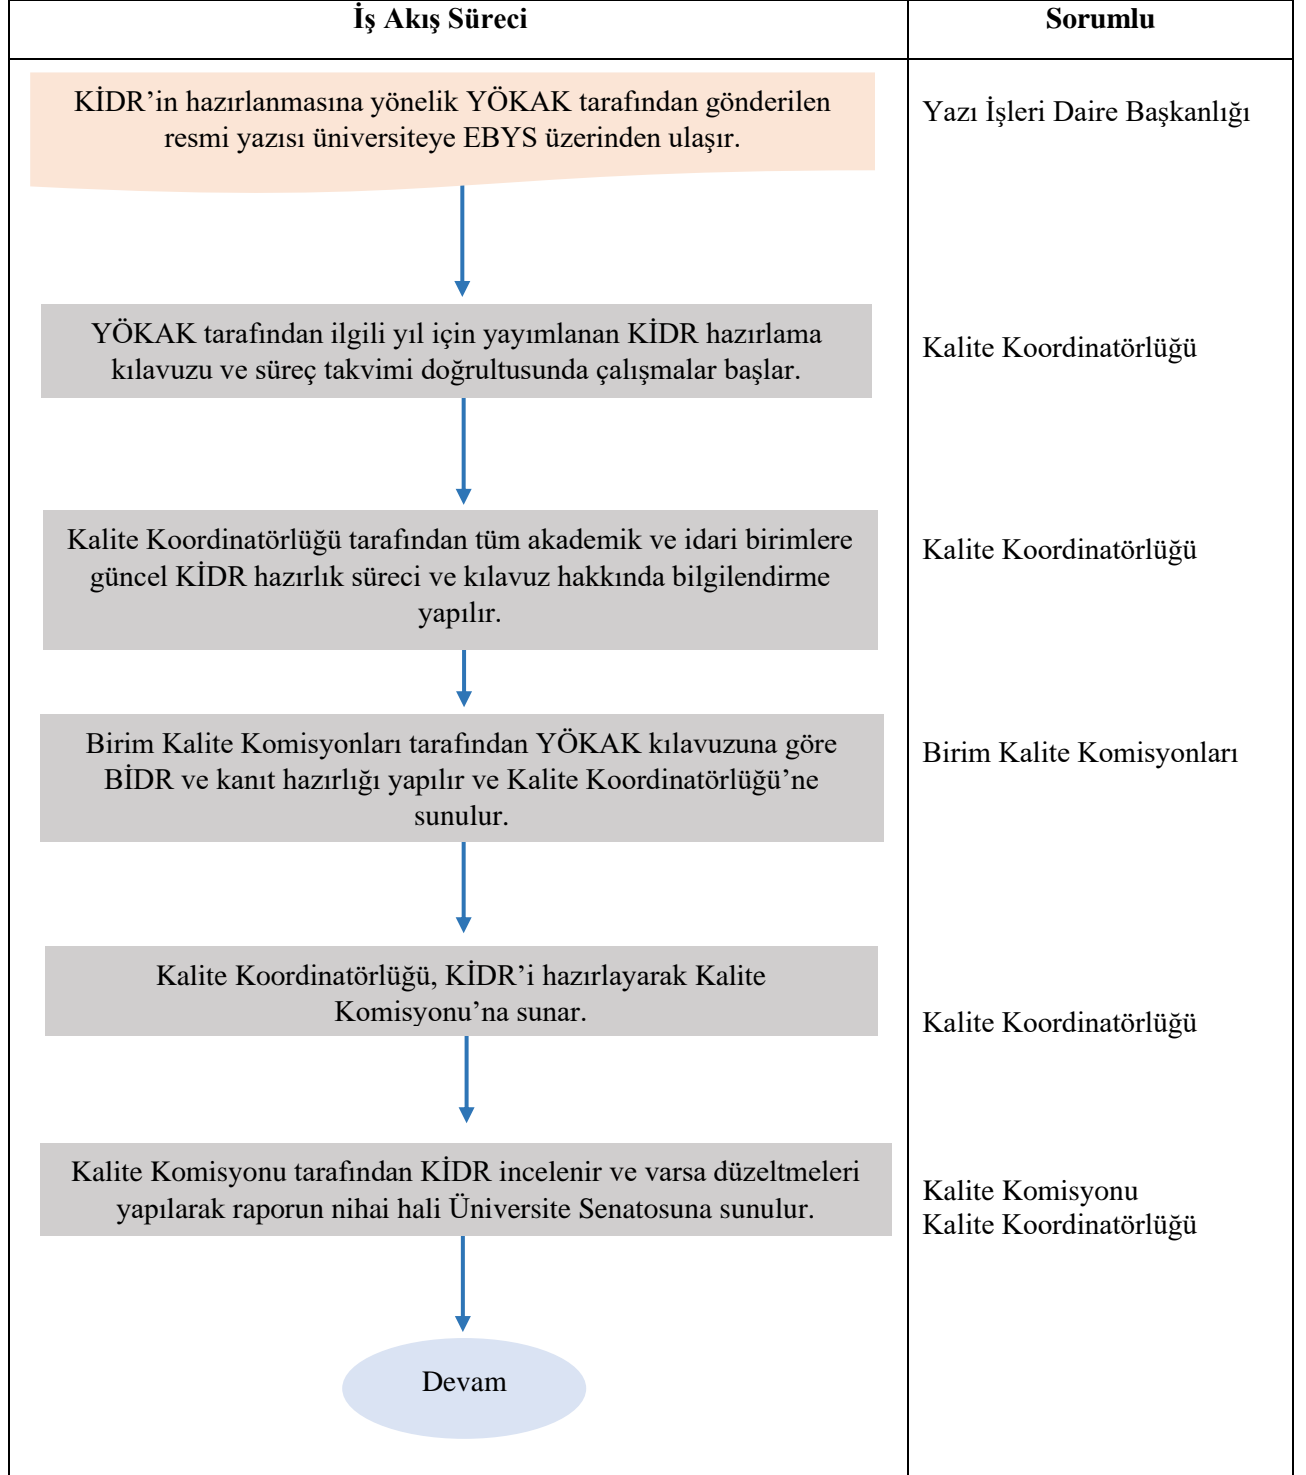 İş Akış Süreci
Sorumlu
KİDR’in hazırlanmasına yönelik YÖKAK tarafından gönderilen
resmi yazısı üniversiteye EBYS üzerinden ulaşır.
Yazı İşleri Daire Başkanlığı
YÖKAK tarafından ilgili yıl için yayımlanan KİDR hazırlama
kılavuzu ve süreç takvimi doğrultusunda çalışmalar başlar.
Kalite Koordinatörlüğü
Kalite Koordinatörlüğü tarafından tüm akademik ve idari birimlere
güncel KİDR hazırlık süreci ve kılavuz hakkında bilgilendirme
yapılır.
Kalite Koordinatörlüğü
Birim Kalite Komisyonları tarafından YÖKAK kılavuzuna göre
BİDR ve kanıt hazırlığı yapılır ve Kalite Koordinatörlüğü’ne
sunulur.
Birim Kalite Komisyonları
Kalite Koordinatörlüğü, KİDR’i hazırlayarak Kalite
Komisyonu’na sunar.
Kalite Koordinatörlüğü
Kalite Komisyonu tarafından KİDR incelenir ve varsa düzeltmeleri
yapılarak raporun nihai hali Üniversite Senatosuna sunulur.
Kalite Komisyonu
Kalite Koordinatörlüğü
Devam